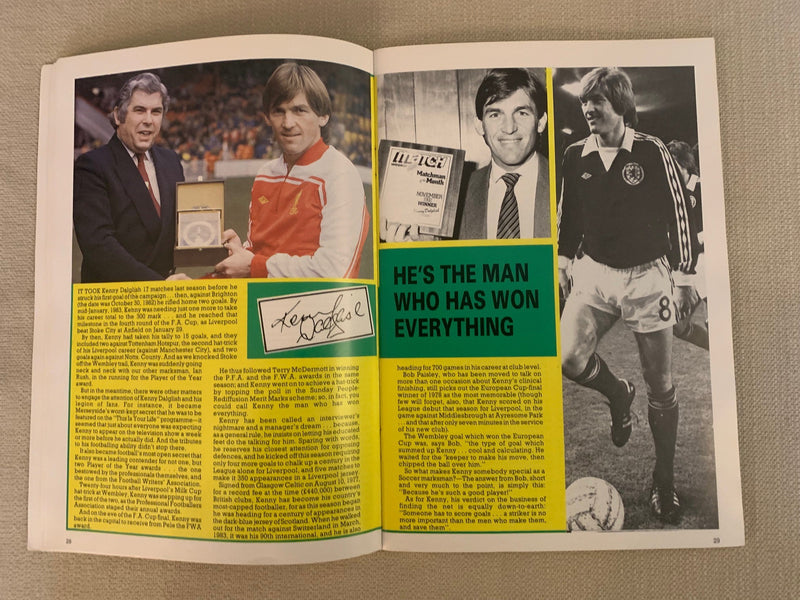 IT TOOK Kenny Dalglish 17 matches last season before he
struck his first goal of the campaign . . . then, against Brighton
(the date was October 30, 1982) he rifled home two goals. By
mid-January, 1983, Kenny was needing just one more to take
his career total to the 300 mark . . . and he reached that
milestone in the fourth round of the F.A. Cup, as Liverpool
beat Stoke City at Anfield on January 29.
By then, Kenny had taken his tally to 15 goals, and they
included two against Tottenham Hotspur, the second hat-trick
of his Liverpool career (against Manchester City), and two
goals again against Notts. County. And as we knocked Stoke
off the Wembley trail, Kenny was suddenly going
neck and neck with our other marksman, Ian
Rush, in the running for the Player of the Year
award.
But in the meantime, there were other matters
to engage the attention of Kenny Dalglish and his
legion of fans. For instance, it became
Merseyside's worst-kept secret that he was to be
featured on the "This Is Your Life" programme—it
seemed that just about everyone was expecting
Kenny to appear on the television show a week
or more before he actually did. And the tributes
to his footballing ability didn't stop there.
It also became football's most open secret that
Kenny was a leading contender for not one, but
two Player of the Year awards . . . the one
bestowed by the professionals themselves, and
the one from the Football Writers' Association.
Twenty-four hours after Liverpool's Milk Cup
hat-trick at Wembley, Kenny was stepping up for
the first of the two, as the Professional Footballers
Association staged their annual awards.
And on the eve of the F.A. Cup final, Kenny was
back in the capital to receive from Pele the FWA
award.
28
Kenny Dalglish
He thus followed Terry McDermott in winning
the P.F.A. and the F.W.A. awards in the same
season; and Kenny went on to achieve a hat-trick
by topping the poll in the Sunday People-
Rediffusion Merit Marks scheme; so, in fact, you
could call Kenny the man who has won
everything.
Kenny has been called an interviewer's
nightmare and a manager's dream . . . because,
as a general rule, he insists on letting his educated
feet do the talking for him. Sparing with words,
he reserves his closest attention for opposing
defences, and he kicked off this season requiring
only four more goals to chalk up a century in the
League alone for Liverpool, and five matches to
make it 350 appearances in a Liverpool jersey.
Signed from Glasgow Celtic on August 10, 1977,
for a record fee at the time (£440,000) between
British clubs, Kenny has become his country's
most-capped footballer, for as this season began
he was heading for a century of appearances in
the dark-blue jersey of Scotland. When he walked
out for the match against Switzerland in March,
1983, it was his 90th international, and he is also
MATCH
Matchman
of the
Month
NOVEMBER
WINNER
Kenny Dalglish
HE'S THE MAN
WHO HAS WON
EVERYTHING
heading for 700 games in his career at club level.
Bob Paisley, who has been moved to talk on
more than one occasion about Kenny's clinical
finishing, still picks out the European Cup-final
winner of 1978 as the most memorable (though
few will forget, also, that Kenny scored on his
League debut that season for Liverpool, in the
game against Middlesbrough at Ayresome Park
. . . and that after only seven minutes in the service
of his new club).
The Wembley goal which won the European
Cup was, says Bob, "the type of goal which
summed up Kenny . . . cool and calculating. He
waited for the 'keeper to makes his move, then
chipped the ball over him."
So what makes Kenny somebody special as a
Soccer marksman?—The answer from Bob, short
and very much to the point, is simply this:
"Because he's such a good player!"
As for Kenny, his verdict on the business of
finding the net is equally down-to-earth:
"Someone has to score goals . . . a striker is no
more important than the men who make them,
and save them".
8
29